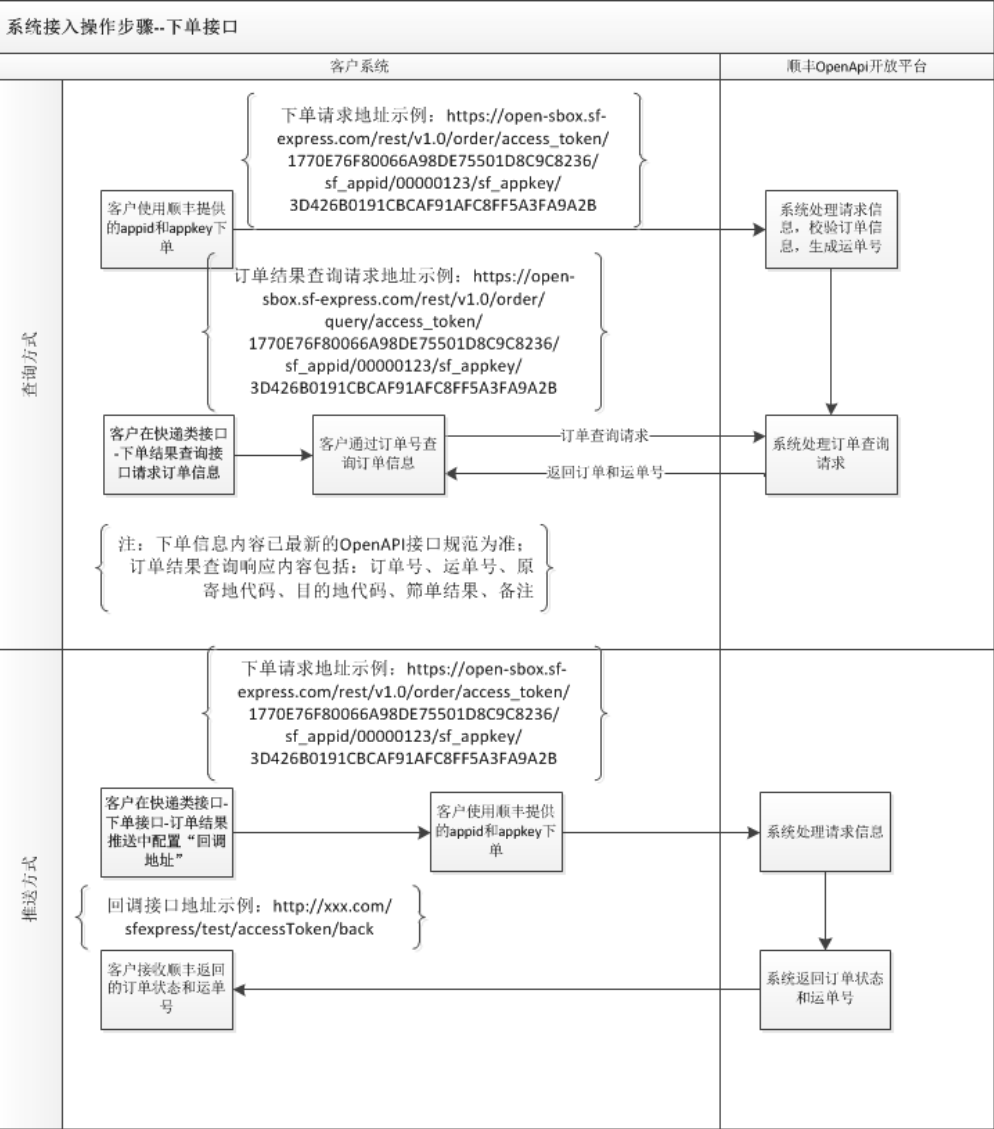 系统接入操作步骤--下单接口
客户系统
顺丰OpenApi开放平台
查询方式
下单请求地址示例：https://open-sbox.sf-
express.com/rest/v1.0/order/access_token/
1770E76F80066A98DE75501D8C9C8236/
sf_appid/00000123/sf_appkey/
3D426B0191CBCAF91AFC8FF5A3FA9A2B
客户使用顺丰提供
的appid和appkey下
单
系统处理请求信
息，校验订单信
息，生成运单号
订单结果查询请求地址示例：https://open-
sbox.sf-express.com/rest/v1.0/order/
query/access_token/
1770E76F80066A98DE75501D8C9C8236/
sf_appid/00000123/sf_appkey/
3D426B0191CBCAF91AFC8FF5A3FA9A2B
客户在快递类接口
-下单结果查询接
口请求订单信息
客户通过订单号查
询订单信息
订单查询请求
返回订单和运单号
系统处理订单查询
请求
注：下单信息内容已最新的OpenAPI接口规范为准；
订单结果查询响应内容包括：订单号、运单号、原
寄地代码、目的地代码、筛单结果、备注
推送方式
下单请求地址示例：https://open-sbox.sf-
express.com/rest/v1.0/order/access_token/
1770E76F80066A98DE75501D8C9C8236/
sf_appid/00000123/sf_appkey/
3D426B0191CBCAF91AFC8FF5A3FA9A2B
客户在快递类接口-
下单接口-订单结果
推送中配置“回调
地址”
客户使用顺丰提供
的appid和appkey下
单
系统处理请求信息
回调接口地址示例：http://xxx.com/
sfexpress/test/accessToken/back
客户接收顺丰返回
的订单状态和运单
号
系统返回订单状态
和运单号